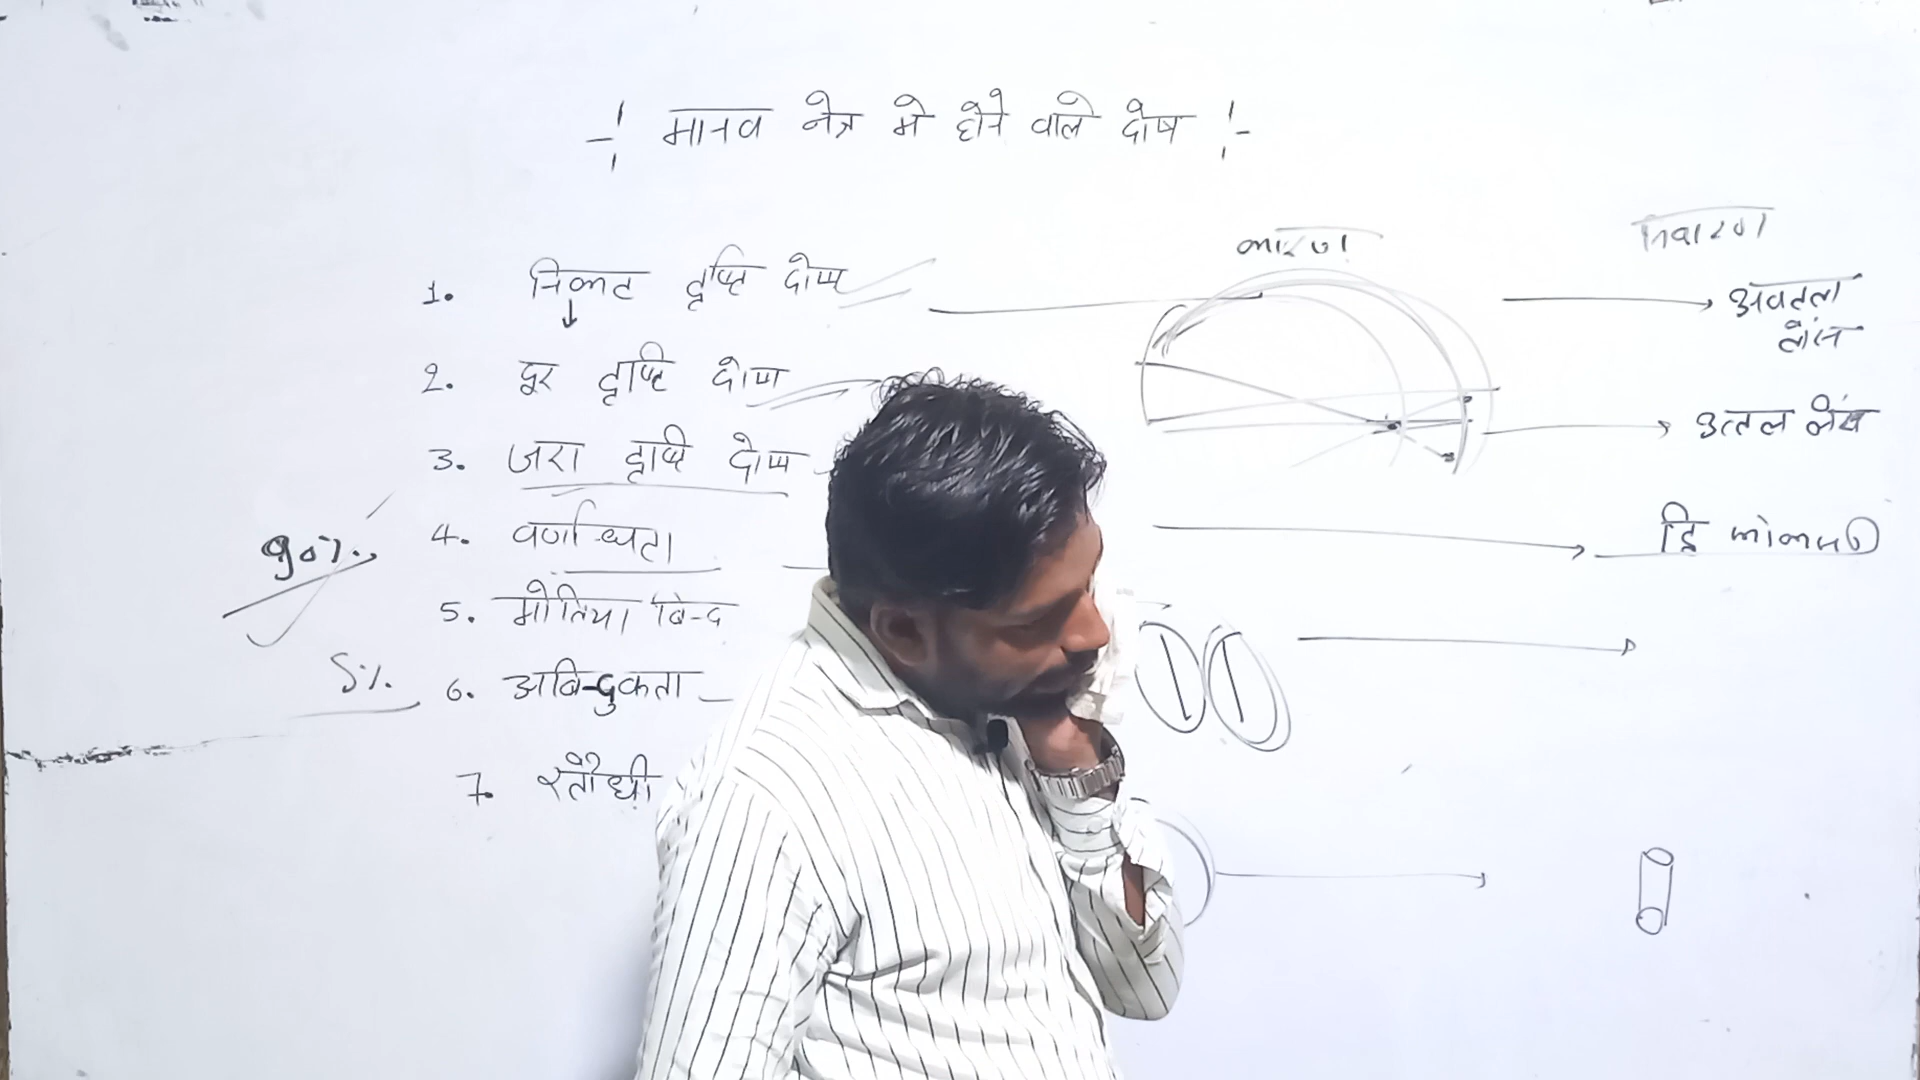 -: मानव नेत्र मे होने वाले दोष :-
कारण
निवारण
1. निकट दृष्टि दोष
अवतल
लेंस
2. दूर दृष्टि दोष
उत्तल लेंस
3. जरा दृष्टि दोष
90%
4. वर्णान्धता
द्वि फोकसी
5. मोतिया बिन्द
5%
6. अबिन्दुकता
7. रतौंधी